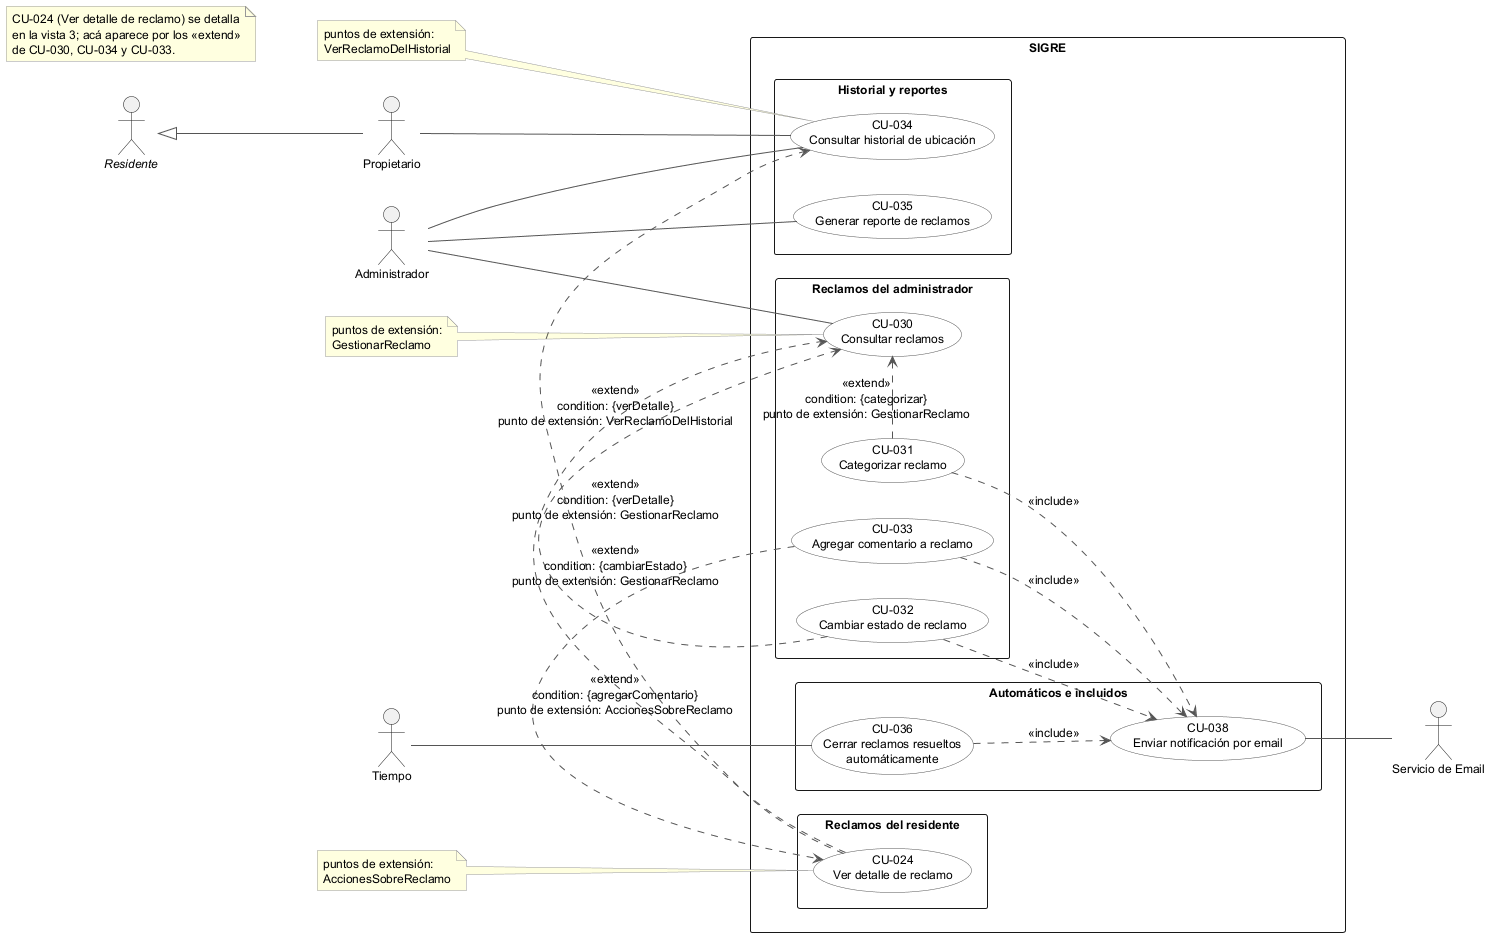 CU-024 (Ver detalle de reclamo) se detalla
en la vista 3; acá aparece por los «extend»
de CU-030, CU-034 y CU-033.
puntos de extensión:
VerReclamoDelHistorial
SIGRE
Historial y reportes
CU-034
Consultar historial de ubicación
Residente
Propietario
CU-035
Generar reporte de reclamos
Administrador
Reclamos del administrador
puntos de extensión:
GestionarReclamo
CU-030
Consultar reclamos
«extend»
condition: {verDetalle}
punto de extensión: VerReclamoDelHistorial
«extend»
condition: {categorizar}
punto de extensión: GestionarReclamo
CU-031
Categorizar reclamo
«extend»
condition: {verDetalle}
punto de extensión: GestionarReclamo
«include»
CU-033
Agregar comentario a reclamo
«extend»
condition: {cambiarEstado}
punto de extensión: GestionarReclamo
«include»
CU-032
Cambiar estado de reclamo
«include»
«extend»
condition: {agregarComentario}
punto de extensión: AccionesSobreReclamo
Automáticos e incluidos
Tiempo
CU-036
Cerrar reclamos resueltos
automáticamente
«include»
CU-038
Enviar notificación por email
Servicio de Email
Reclamos del residente
puntos de extensión:
AccionesSobreReclamo
CU-024
Ver detalle de reclamo